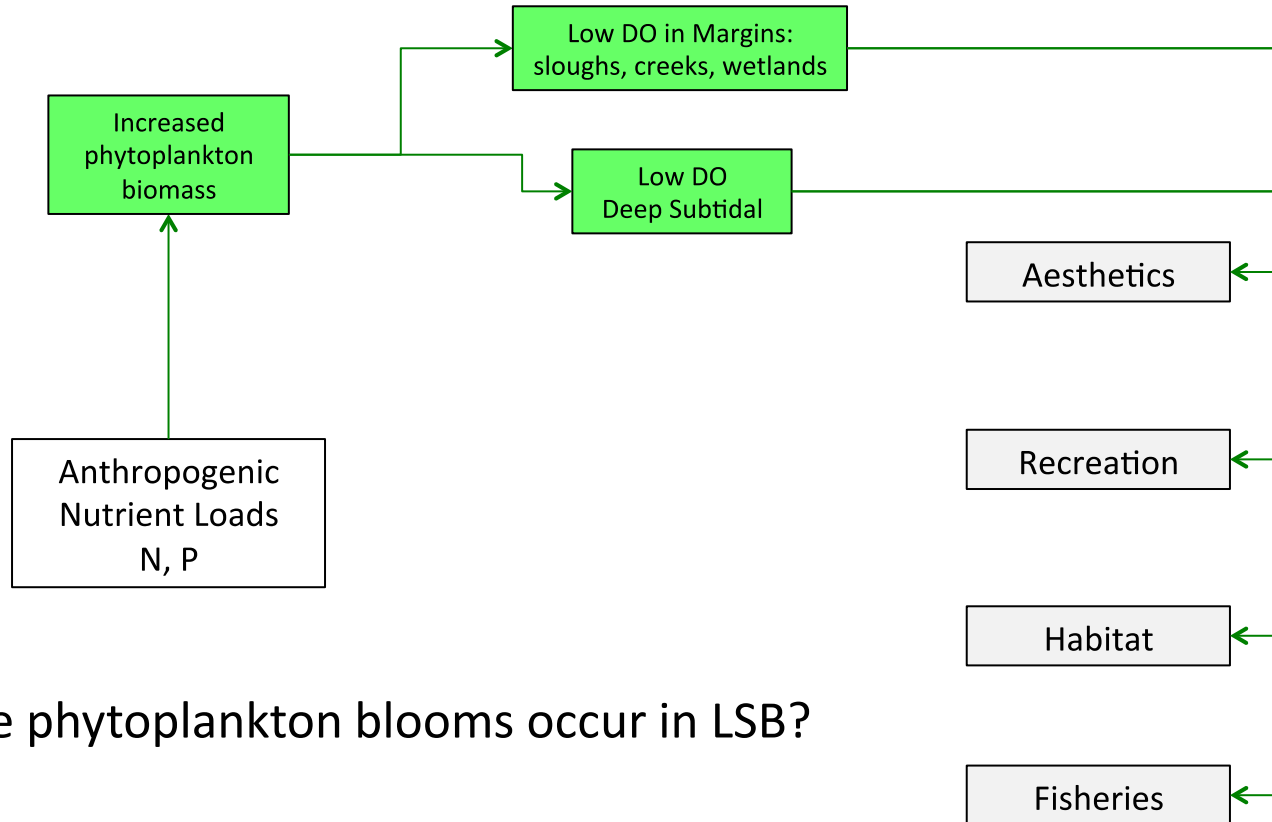 Low DO in Margins:
sloughs, creeks, wetlands
Increased
phytoplankton
biomass
Low DO
Deep Subtidal
Aesthetics
Anthropogenic
Nutrient Loads
N, P
Recreation
Habitat
phytoplankton blooms occur in LSB?
Fisheries